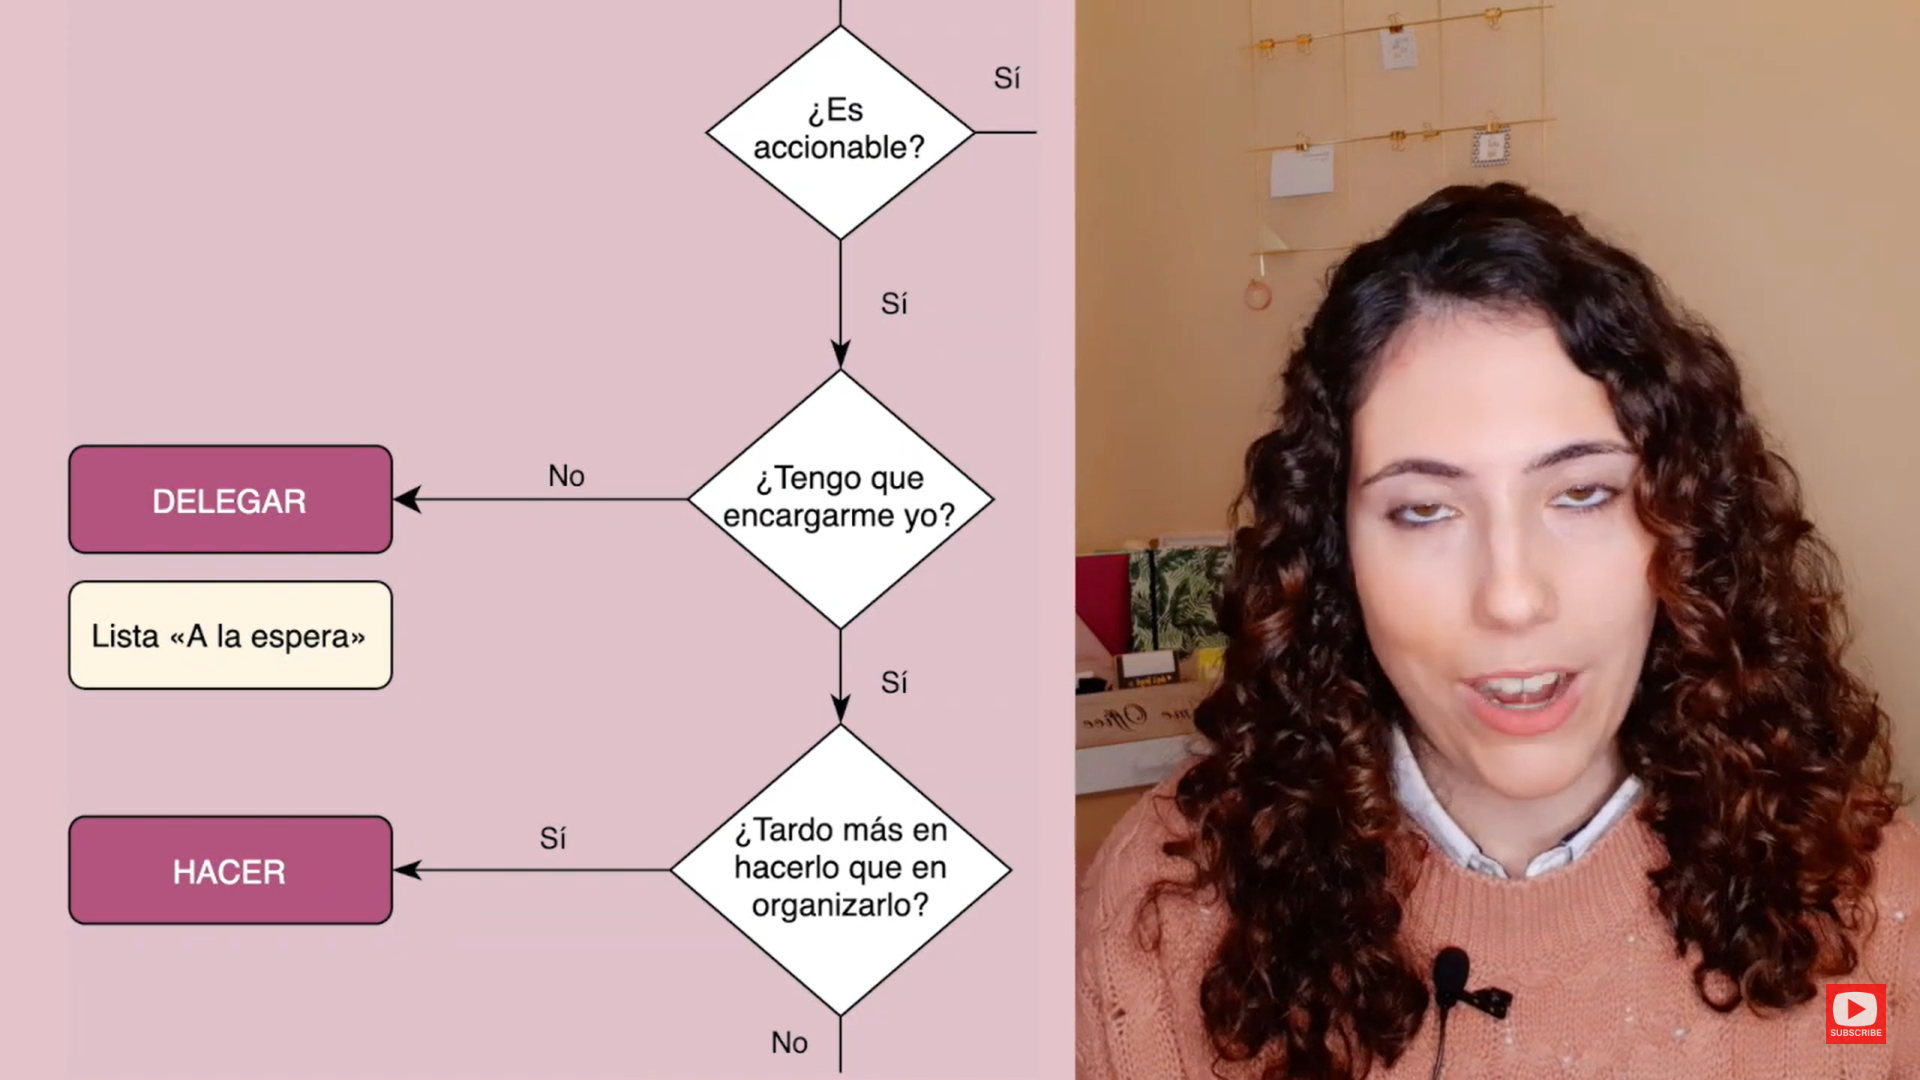 ¿Es
accionable?
Sí
Sí
¿Tengo que
encargarme yo?
No
DELEGAR
Lista «A la espera»
Sí
¿Tardo más en
hacerlo que en
organizarlo?
Sí
HACER
No
Office
SUBSCRIBE